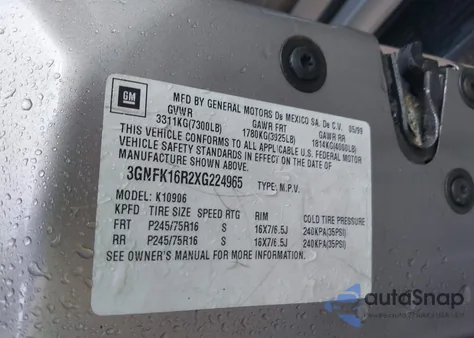 GM
MFD BY GENERAL MOTORS De MEXICO SA. De C.V. 05/99
GVWR GAWR FRT GAWR RR
3311KG(7300LB) 1780KG(3925LB) 1814KG(4000LB)
THIS VEHICLE CONFORMS TO ALL APPLICABLE U.S. FEDERAL MOTOR
VEHICLE SAFETY STANDARDS IN EFFECT ON THE DATE OF
MANUFACTURE SHOWN ABOVE.
3GNFK16R2XG224965 TYPE: M.P.V.
MODEL: K10906
KPFD TIRE SIZE SPEED RTG RIM COLD TIRE PRESSURE
FRT P245/75R16 S 16X7/6.5J 240KPA(35PSI)
RR P245/75R16 S 16X7/6.5J 240KPA(35PSI)
SEE OWNER'S MANUAL FOR MORE INFORMATION.
autoSnap